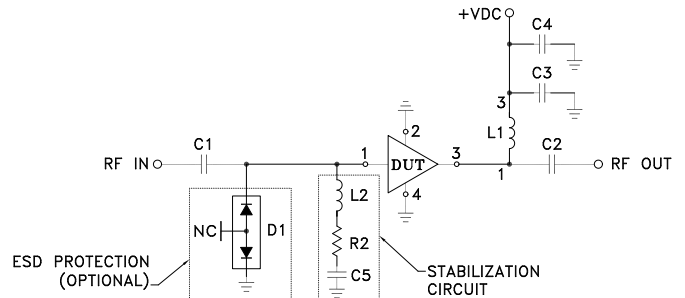 +VDC
C4
C3
3
L1
C1
2
C2
RF IN
1
DUT
3
1
RF OUT
4
L2
NC
D1
R2
C5
ESD PROTECTION
(OPTIONAL)
STABILIZATION
CIRCUIT